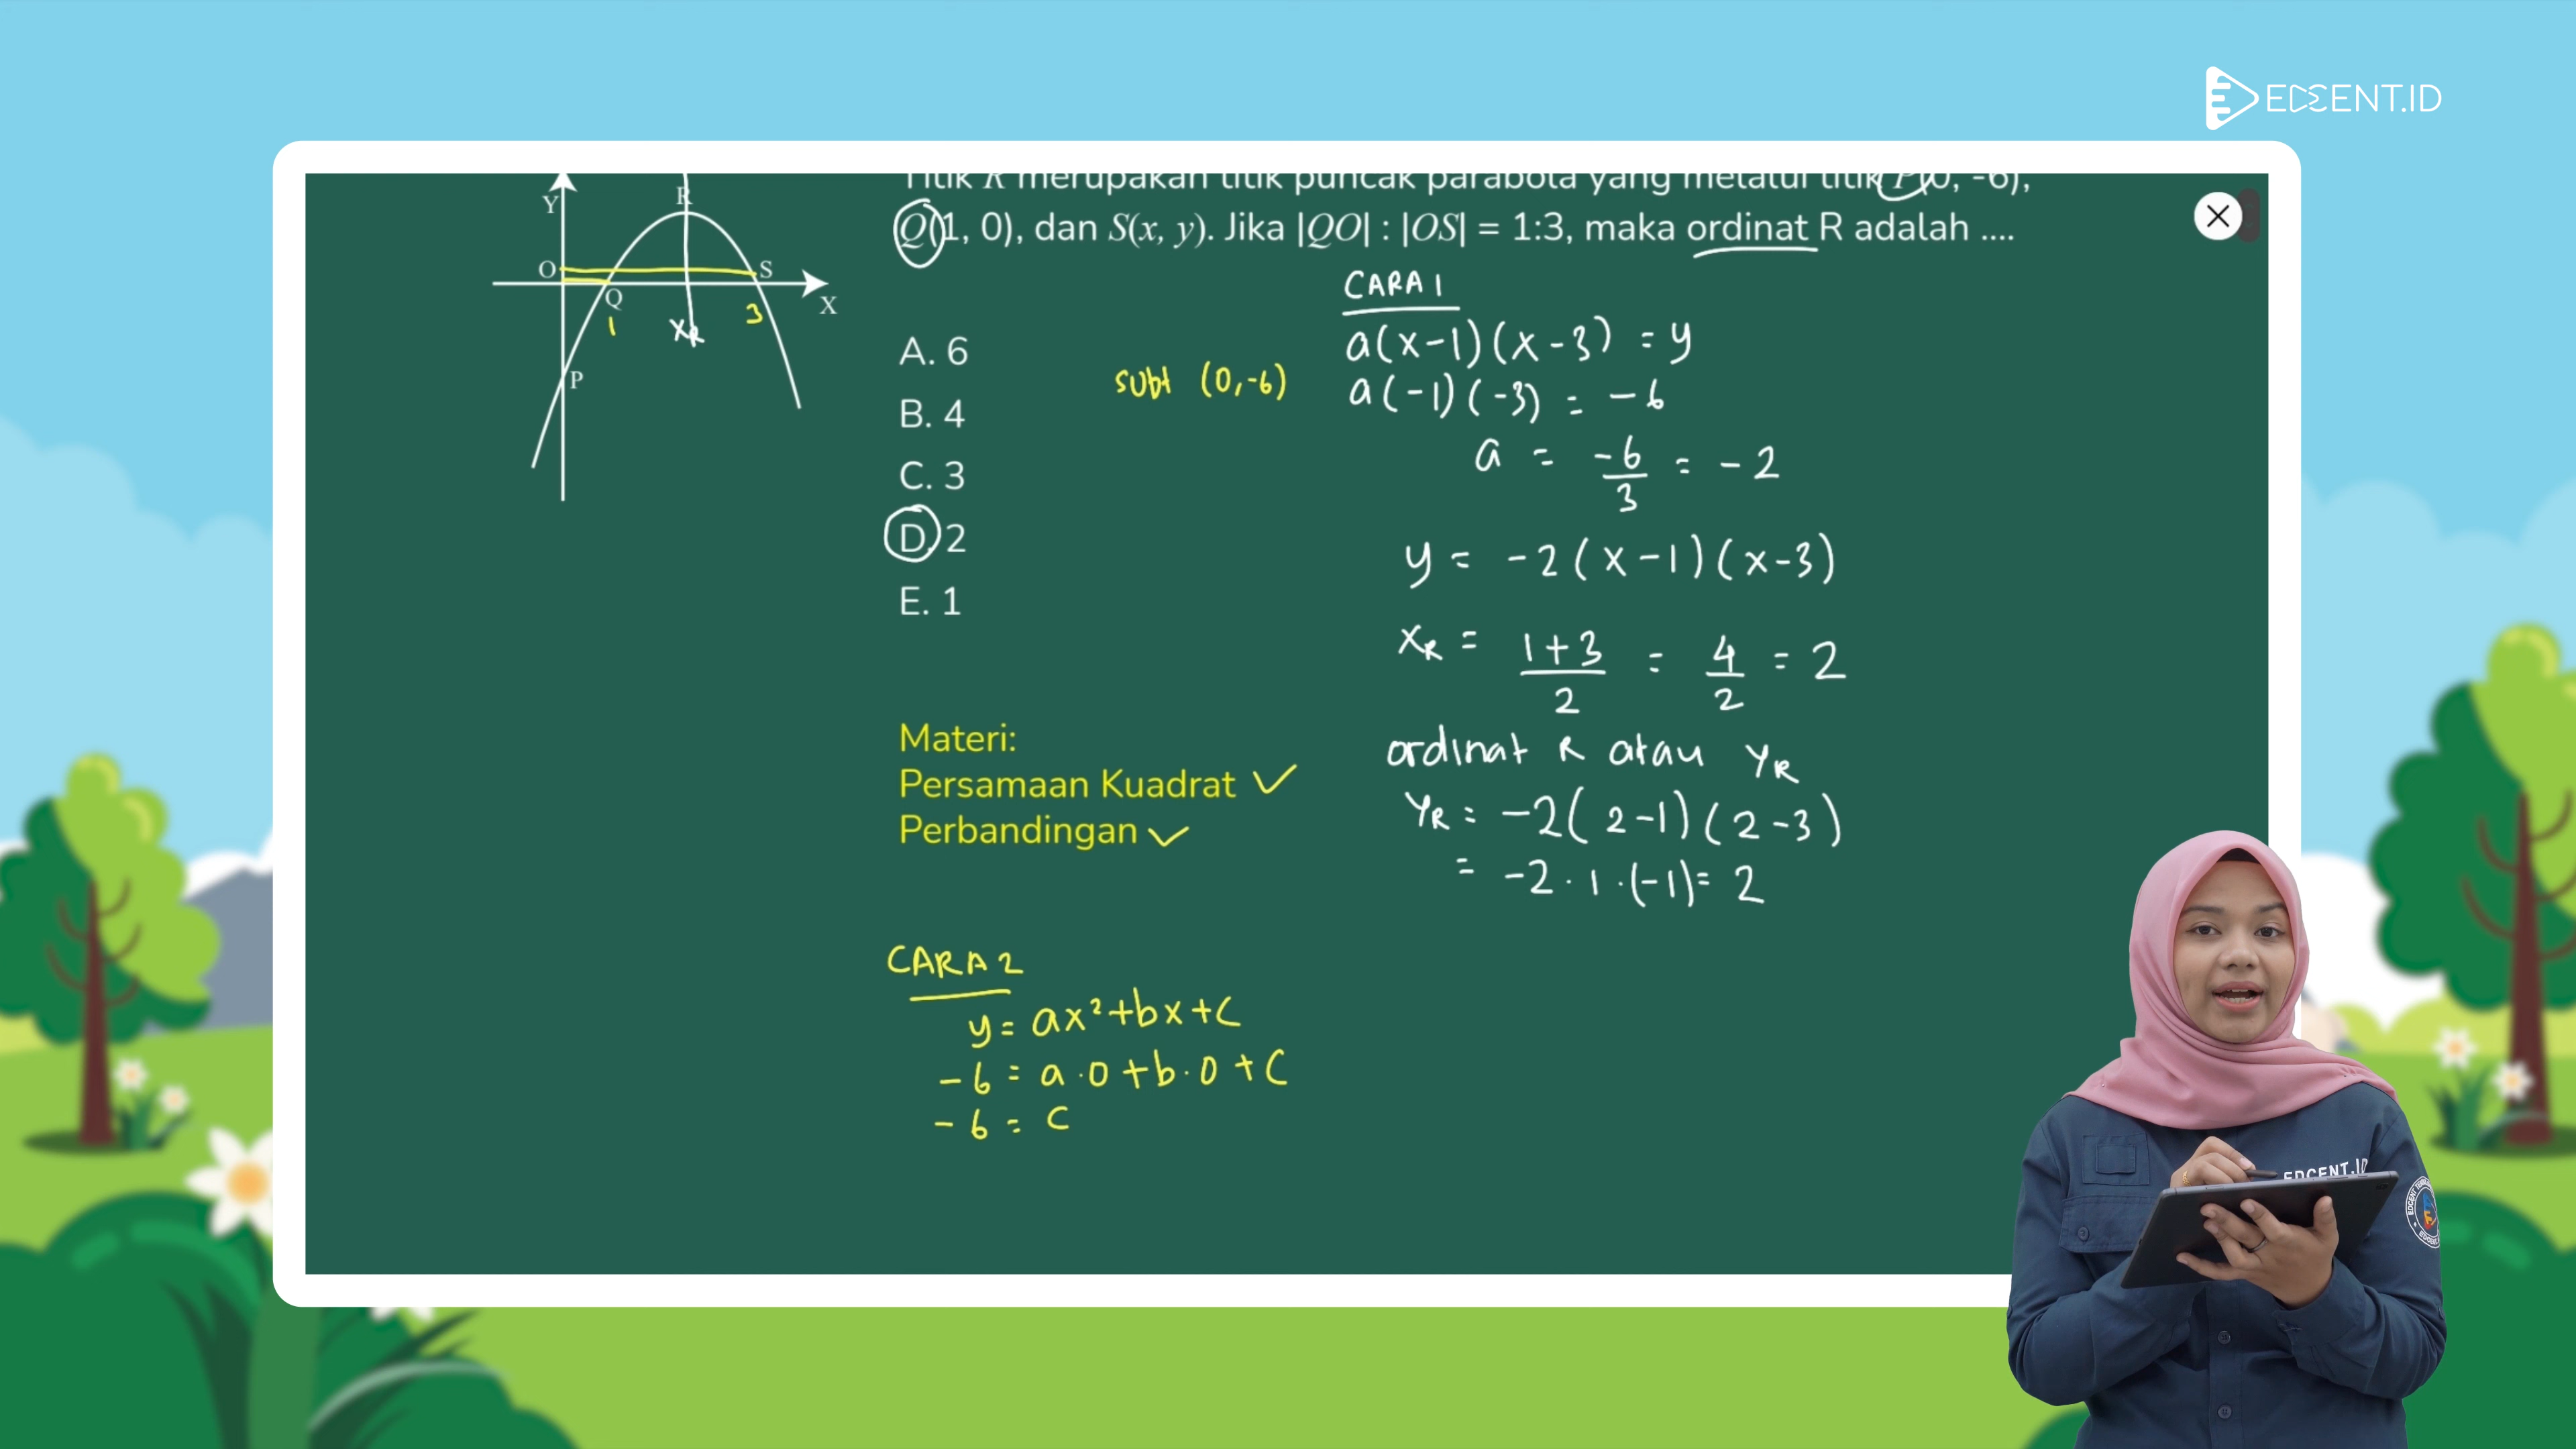 EDCENT.ID
Titik R merupakan titik puncak parabola yang melalui titik P(0, -6),
Q(1, 0), dan S(x, y). Jika |QO| : |OS| = 1:3, maka ordinat R adalah ....
Y
R
O
S
Q
X
1
XR
3
P
A. 6
B. 4
C. 3
D. 2
E. 1
Materi:
Persamaan Kuadrat
Perbandingan
CARA 1
a(x-1)(x-3) = y
subt (0,-6)
a(-1)(-3) = -6
a = -6/3 = -2
y = -2(x-1)(x-3)
xR = 1+3/2 = 4/2 = 2
ordinat R atau YR
YR = -2(2-1)(2-3)
= -2·1·(-1) = 2
CARA 2
y = ax²+bx+c
-6 = a·0+b·0+c
-6 = c
EDCENT.ID